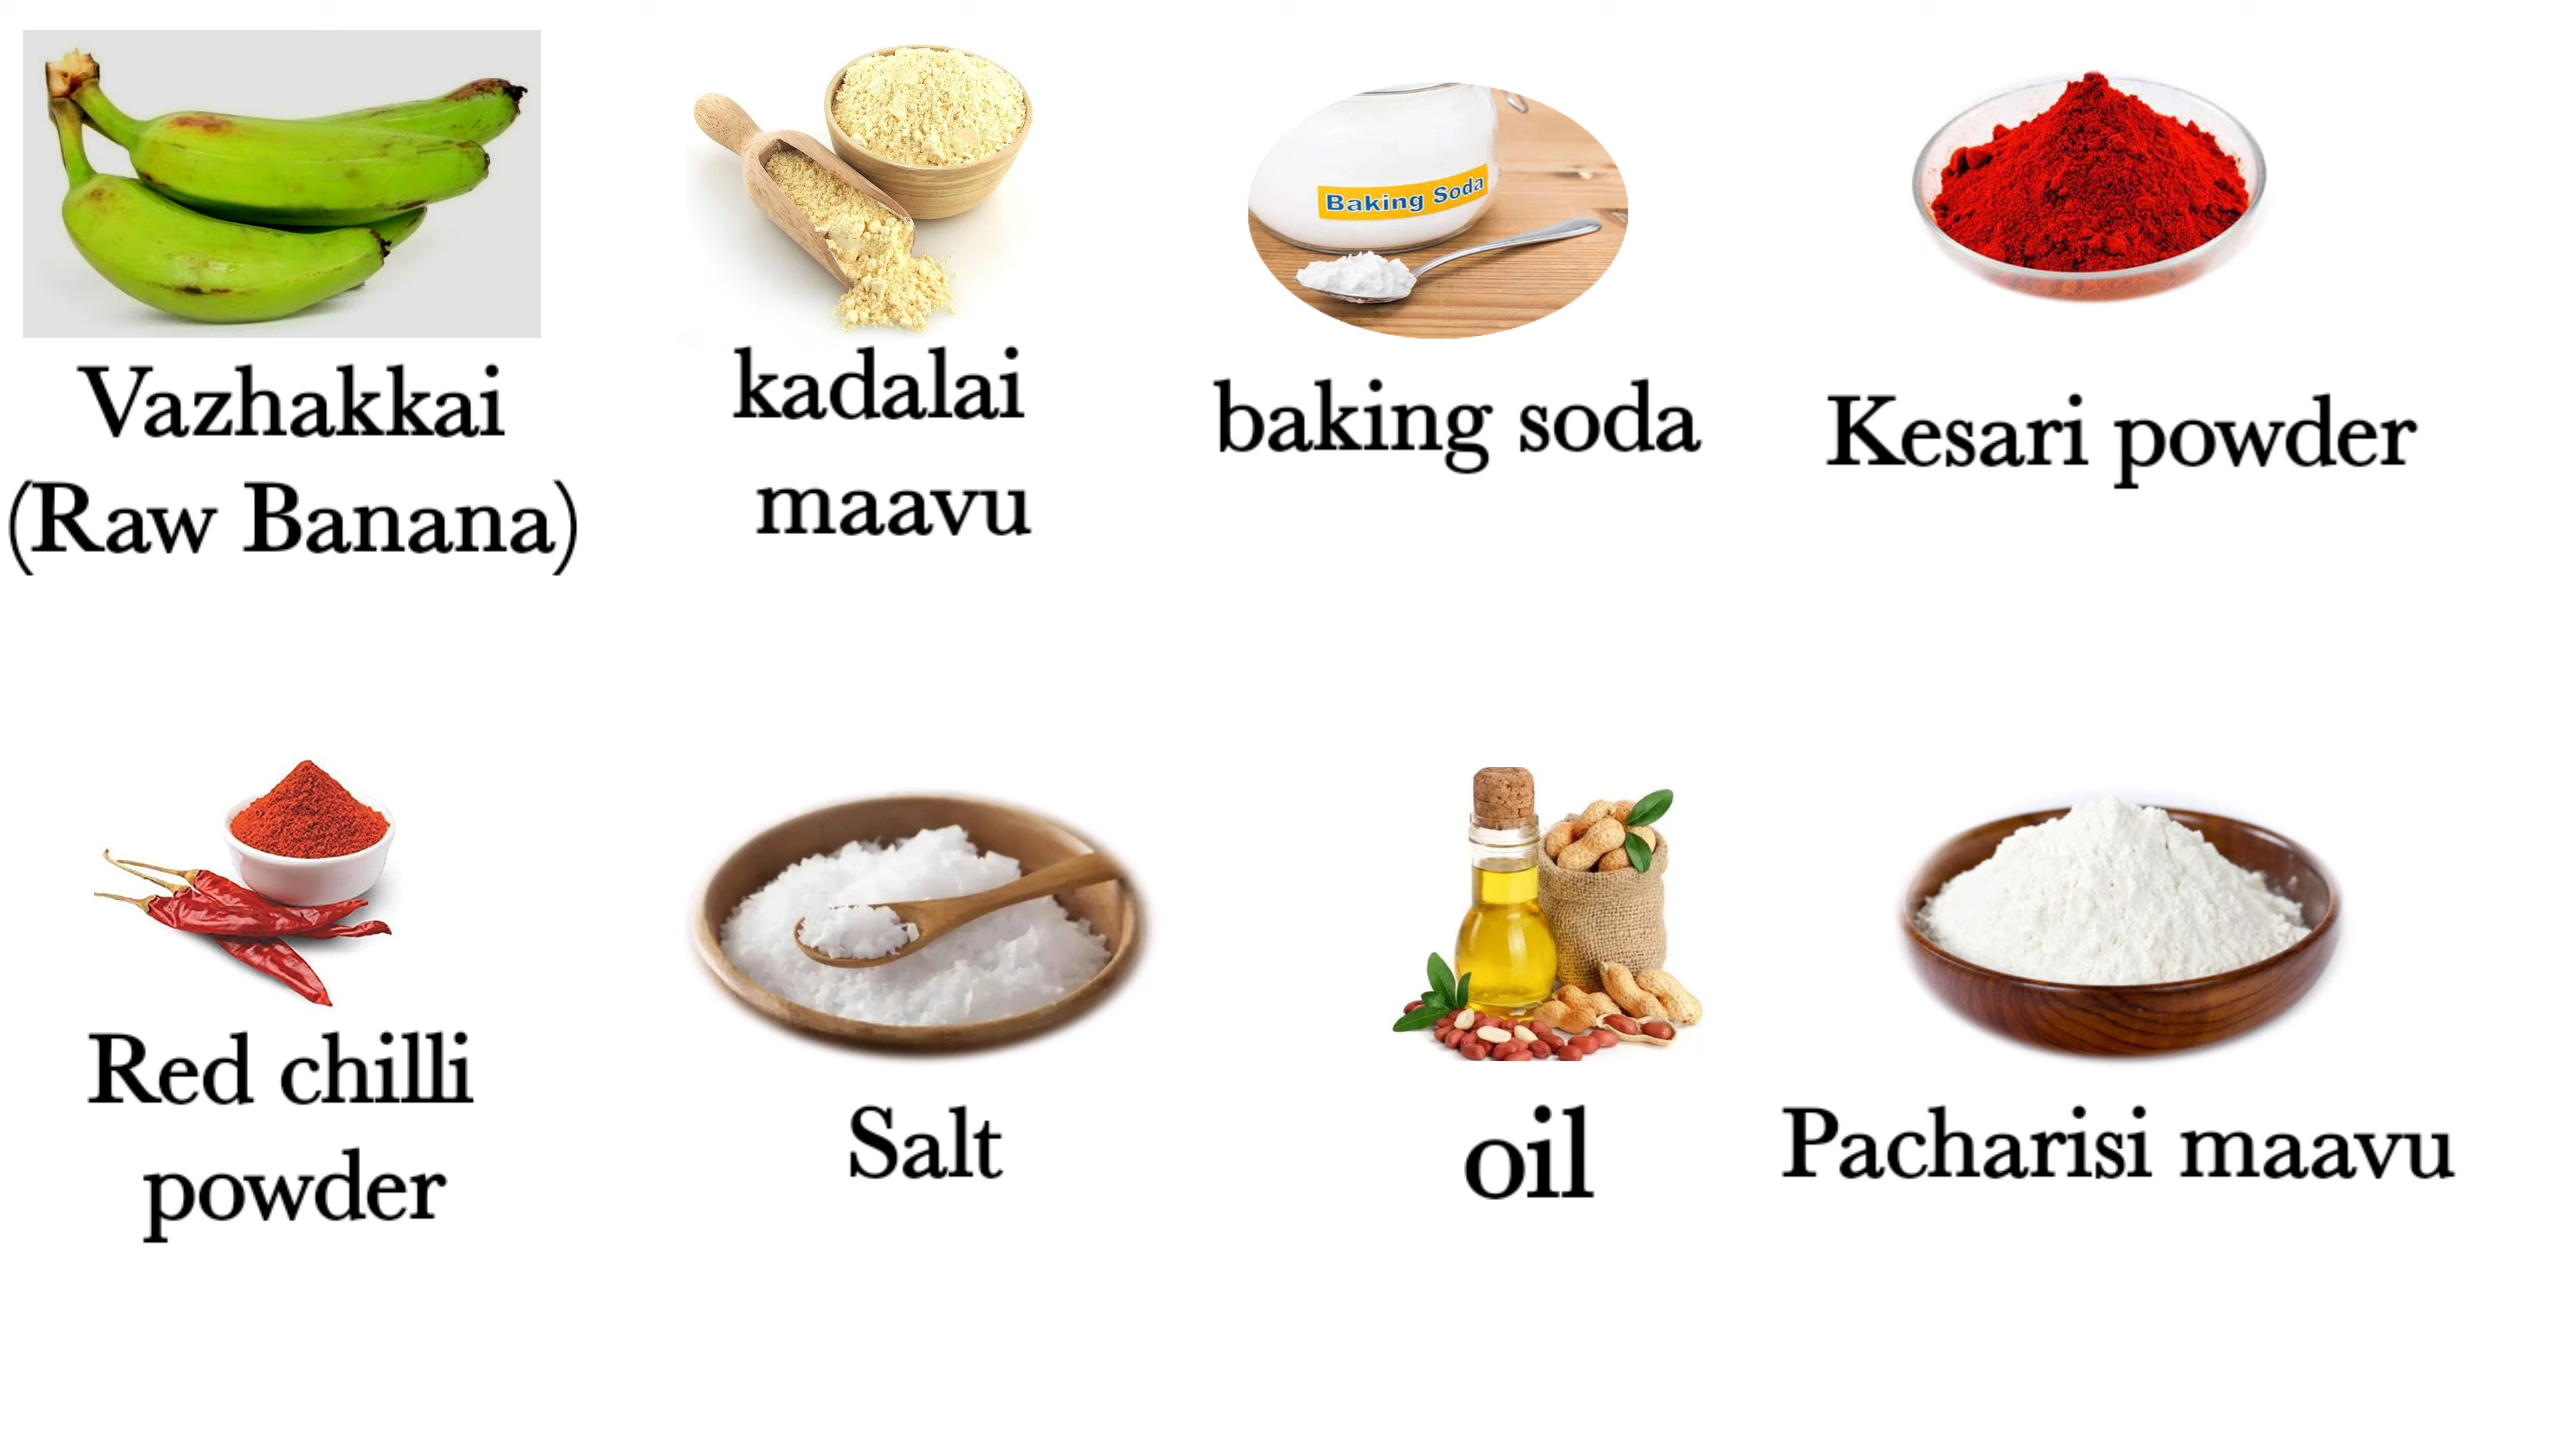 Baking Soda
Vazhakkai
(Raw Banana)
kadalai
maavu
baking soda
Kesari powder
Red chilli
powder
Salt
oil
Pacharisi maavu